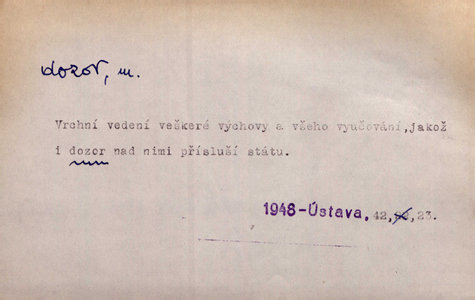 dozor, m.
Vrchní vedení veškeré výchovy a všeho vyučování,jakož
i dozor nad nimi přísluší státu.
1948-Ústava, 42, 23.